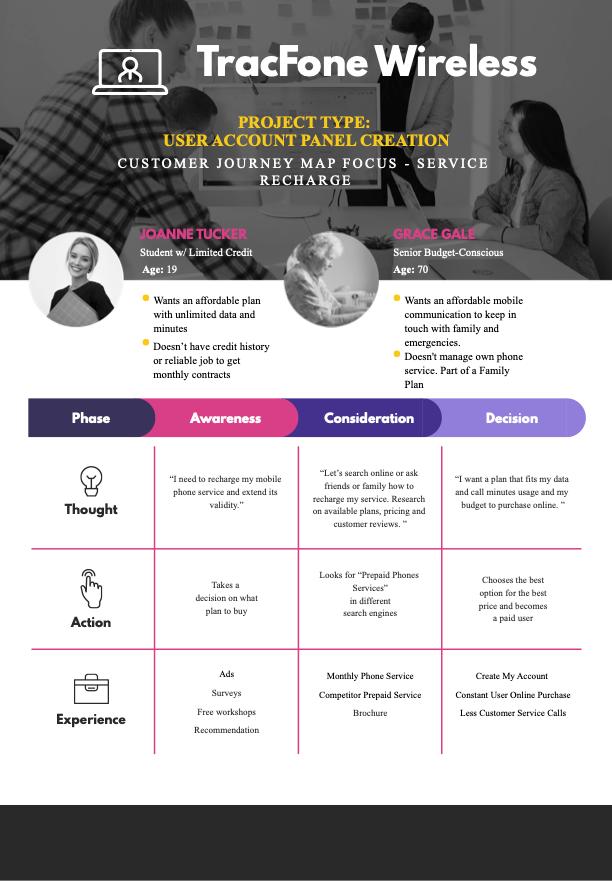 TracFone Wireless
PROJECT TYPE:
USER ACCOUNT PANEL CREATION
CUSTOMER JOURNEY MAP FOCUS - SERVICE
RECHARGE
JOANNE TUCKER
Student w/ Limited Credit
Age: 19
Wants an affordable plan
with unlimited data and
minutes
Doesn’t have credit history
or reliable job to get
monthly contracts
GRACE GALE
Senior Budget-Conscious
Age: 70
Wants an affordable mobile
communication to keep in
touch with family and
emergencies.
Doesn't manage own phone
service. Part of a Family
Plan
Phase
Awareness
Consideration
Decision
Thought
“I need to recharge my mobile
phone service and extend its
validity.”
“Let’s search online or ask
friends or family how to
recharge my service. Research
on available plans, pricing and
customer reviews. ”
“I want a plan that fits my data
and call minutes usage and my
budget to purchase online. ”
Action
Takes a
decision on what
plan to buy
Looks for “Prepaid Phones
Services”
in different
search engines
Chooses the best
option for the best
price and becomes
a paid user
Experience
Ads
Surveys
Free workshops
Recommendation
Monthly Phone Service
Competitor Prepaid Service
Brochure
Create My Account
Constant User Online Purchase
Less Customer Service Calls